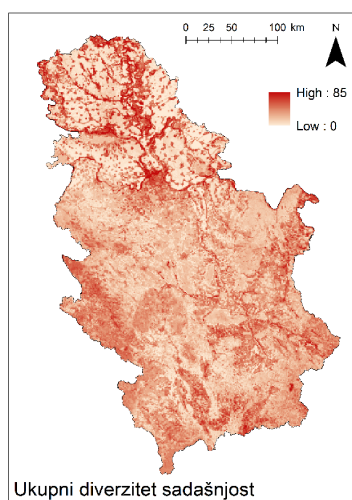 0 25 50 100 km
N
High : 85
Low : 0
Ukupni diverzitet sadašnjost